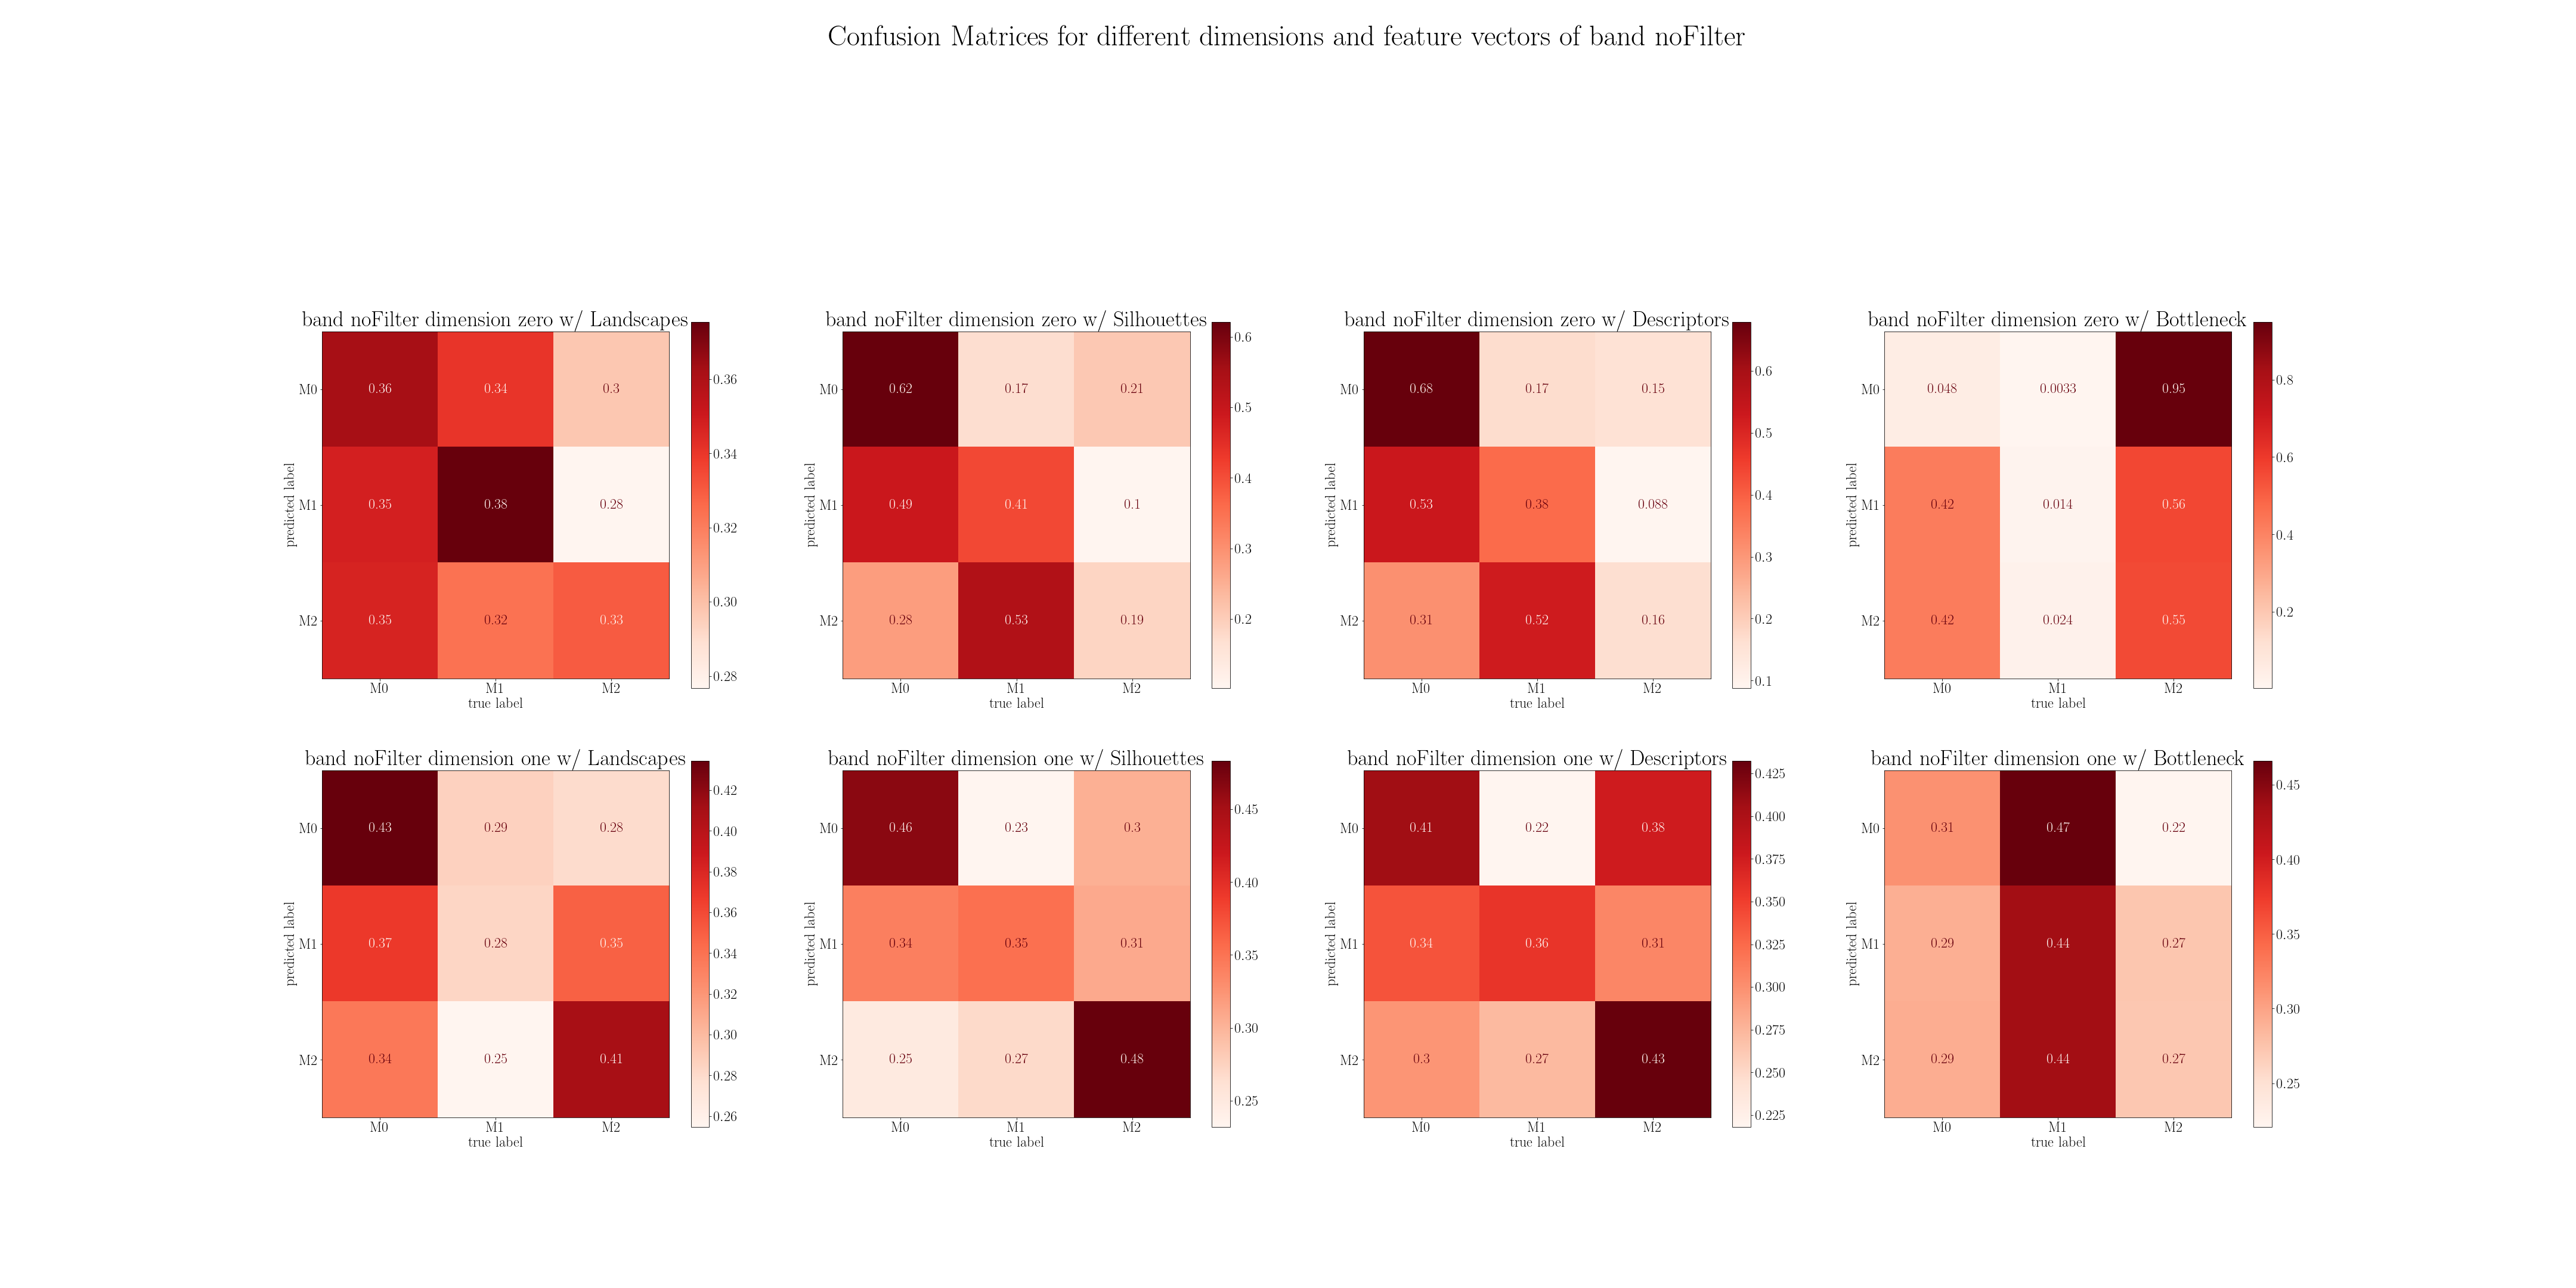 Confusion Matrices for different dimensions and feature vectors of band noFilter
band noFilter dimension zero w/ Landscapes
M0 0.36 0.34 0.3
M1 0.35 0.38 0.28
M2 0.35 0.32 0.33
M0 M1 M2
true label
predicted label
0.36
0.34
0.32
0.30
0.28
band noFilter dimension zero w/ Silhouettes
M0 0.62 0.17 0.21
M1 0.49 0.41 0.1
M2 0.28 0.53 0.19
M0 M1 M2
true label
predicted label
0.6
0.5
0.4
0.3
0.2
band noFilter dimension zero w/ Descriptors
M0 0.68 0.17 0.15
M1 0.53 0.38 0.088
M2 0.31 0.52 0.16
M0 M1 M2
true label
predicted label
0.6
0.5
0.4
0.3
0.2
0.1
band noFilter dimension zero w/ Bottleneck
M0 0.048 0.0033 0.95
M1 0.42 0.014 0.56
M2 0.42 0.024 0.55
M0 M1 M2
true label
predicted label
0.8
0.6
0.4
0.2
band noFilter dimension one w/ Landscapes
M0 0.43 0.29 0.28
M1 0.37 0.28 0.35
M2 0.34 0.25 0.41
M0 M1 M2
true label
predicted label
0.42
0.40
0.38
0.36
0.34
0.32
0.30
0.28
0.26
band noFilter dimension one w/ Silhouettes
M0 0.46 0.23 0.3
M1 0.34 0.35 0.31
M2 0.25 0.27 0.48
M0 M1 M2
true label
predicted label
0.45
0.40
0.35
0.30
0.25
band noFilter dimension one w/ Descriptors
M0 0.41 0.22 0.38
M1 0.34 0.36 0.31
M2 0.3 0.27 0.43
M0 M1 M2
true label
predicted label
0.425
0.400
0.375
0.350
0.325
0.300
0.275
0.250
0.225
band noFilter dimension one w/ Bottleneck
M0 0.31 0.47 0.22
M1 0.29 0.44 0.27
M2 0.29 0.44 0.27
M0 M1 M2
true label
predicted label
0.45
0.40
0.35
0.30
0.25